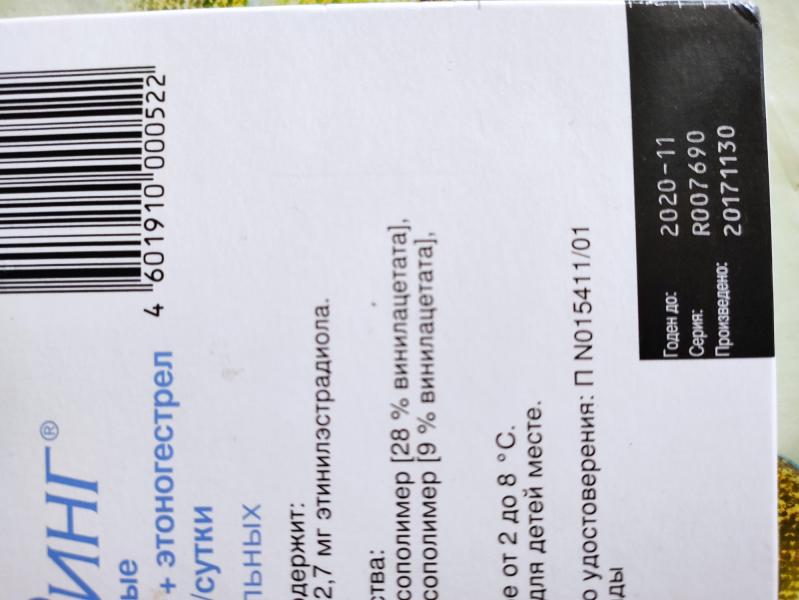 ИНГ®
ые
+ этоногестрел
/сутки
льных
одержит:
2,7 мг этинилэстрадиола.
ства:
сополимер [28 % винилацетата],
сополимер [9 % винилацетата],
е от 2 до 8 °C.
для детей месте.
о удостоверения: П N015411/01
ды
4 601910 000522
Годен до: 2020-11
Серия: R007690
Произведено: 20171130